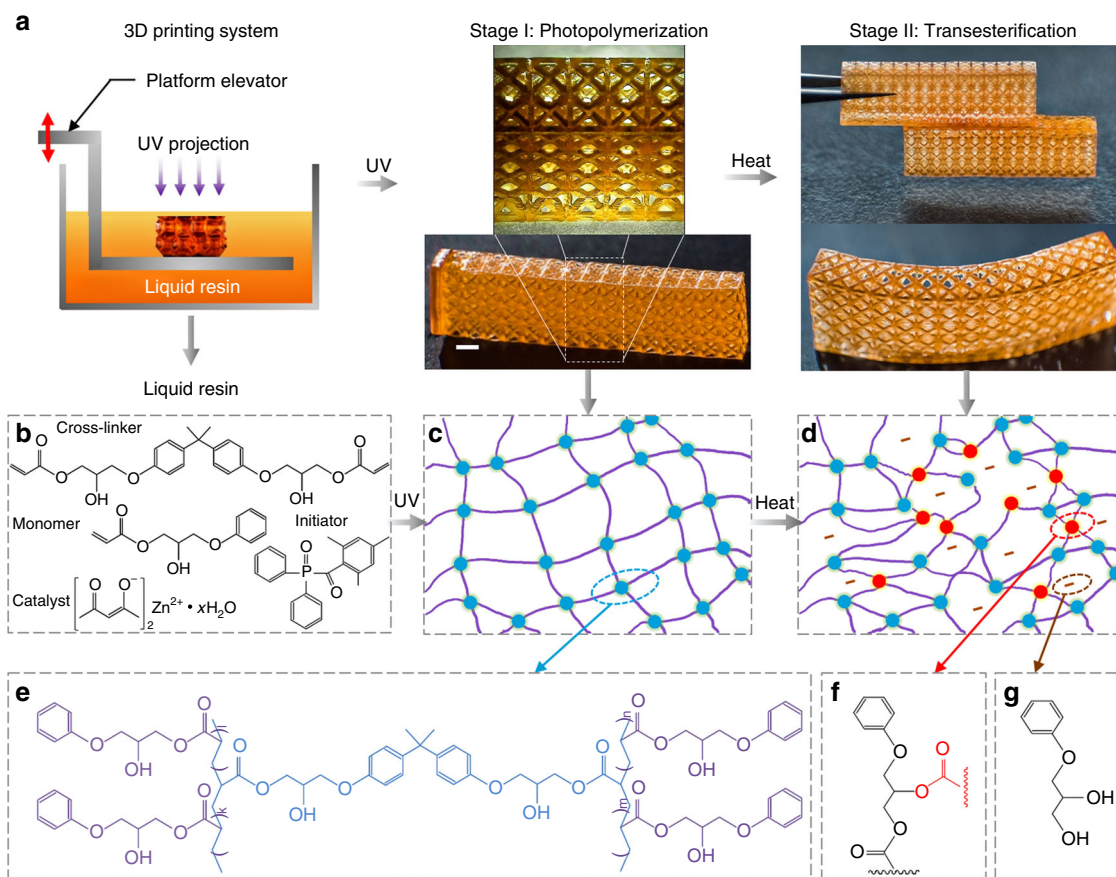 a
3D printing system
Stage I: Photopolymerization
Stage II: Transesterification
Platform elevator
UV projection
UV
Heat
Liquid resin
Liquid resin
b
Cross-linker
O
O
O
O
OH
OH
O
O
Monomer
Initiator
O
O
O
OH
O
P
O
Catalyst
O
O⁻
2
Zn²⁺ • xH₂O
UV
c
Heat
d
e
O
OH
O
O
n
O
O
OH
O
O
O
OH
O
O
OH
O
O
O
OH
O
O
k
m
O
O
OH
O
f
O
O
O
O
O
g
O
OH
OH